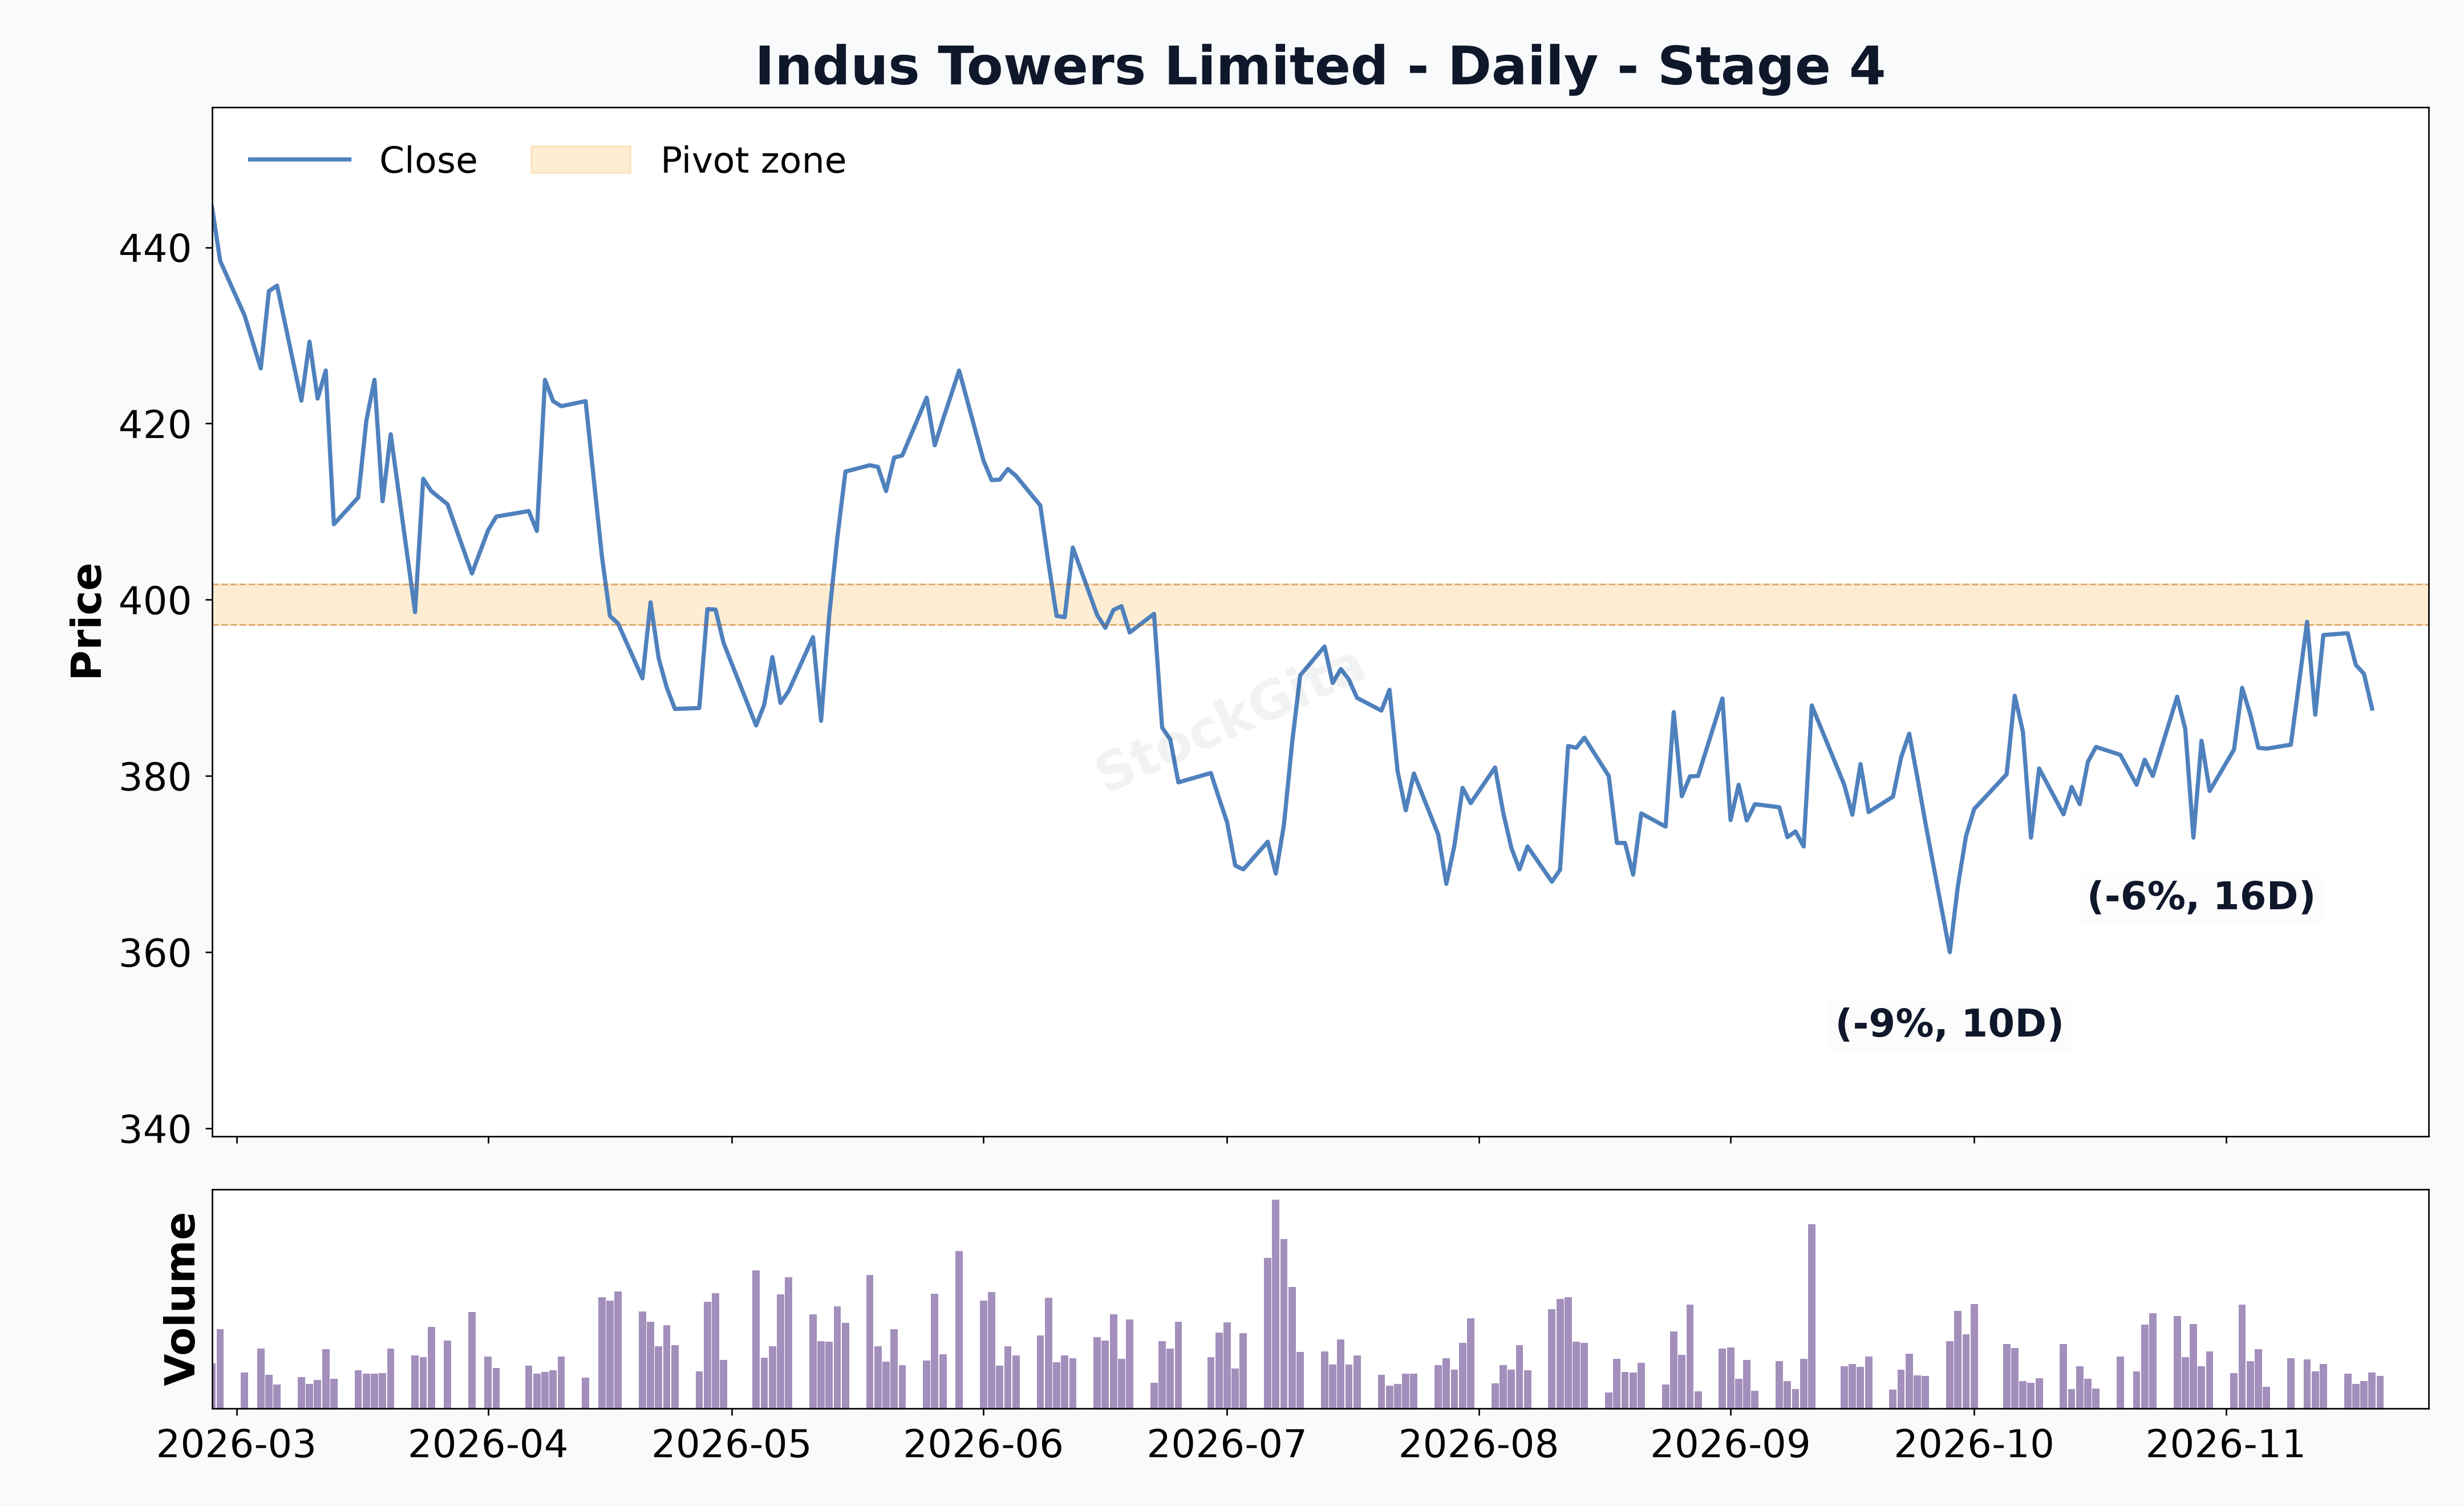 Indus Towers Limited - Daily - Stage 4
Close
Pivot zone
Price
440
420
400
380
360
340
StockGita
(-6%, 16D)
(-9%, 10D)
Volume
2026-03
2026-04
2026-05
2026-06
2026-07
2026-08
2026-09
2026-10
2026-11